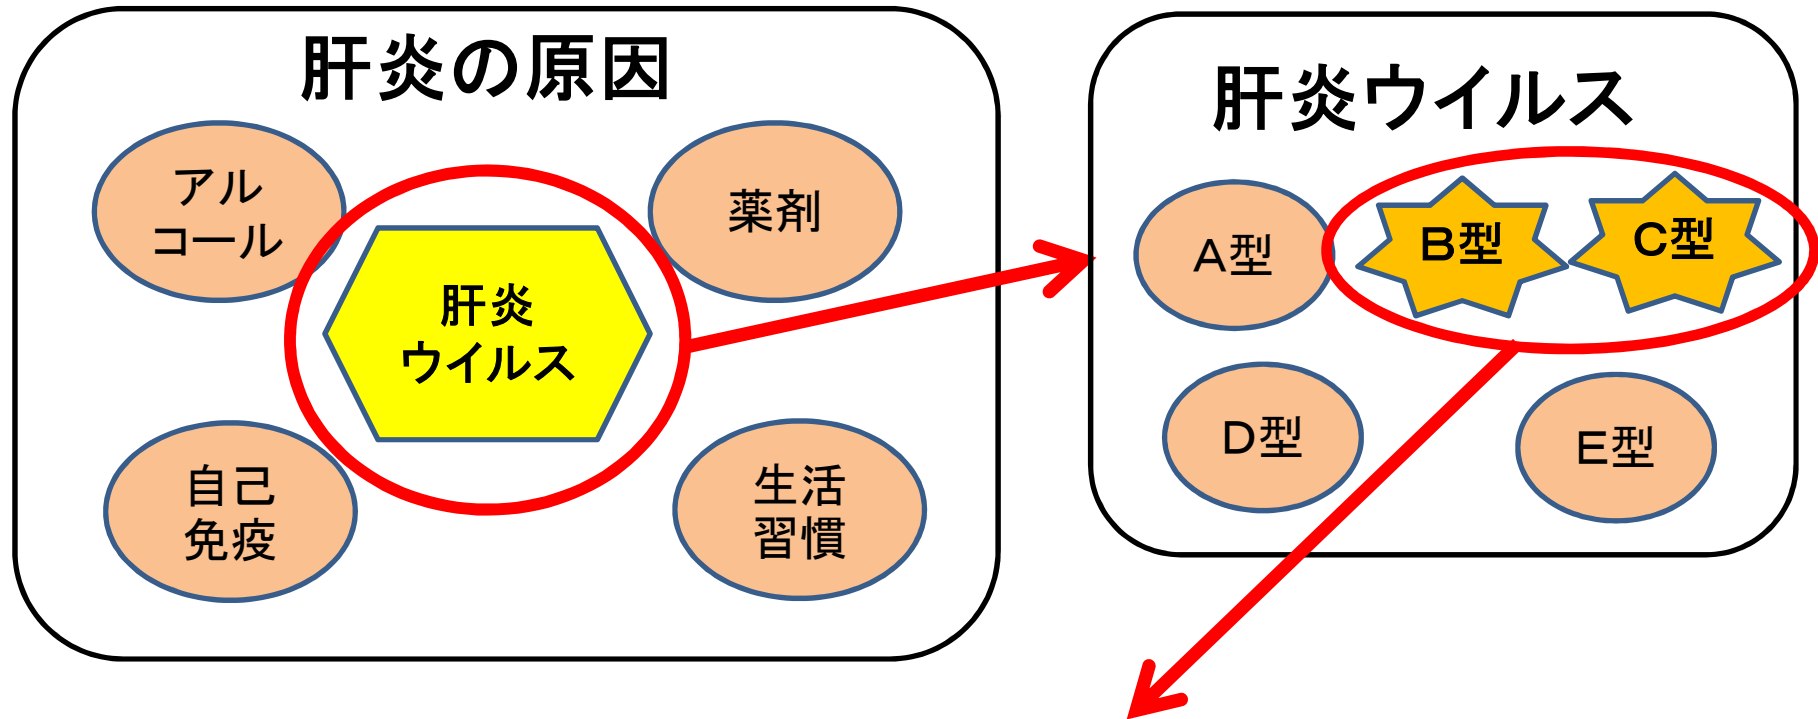 肝炎の原因
アル
コール
薬剤
肝炎
ウイルス
自己
免疫
生活
習慣
肝炎ウイルス
A型
B型
C型
D型
E型